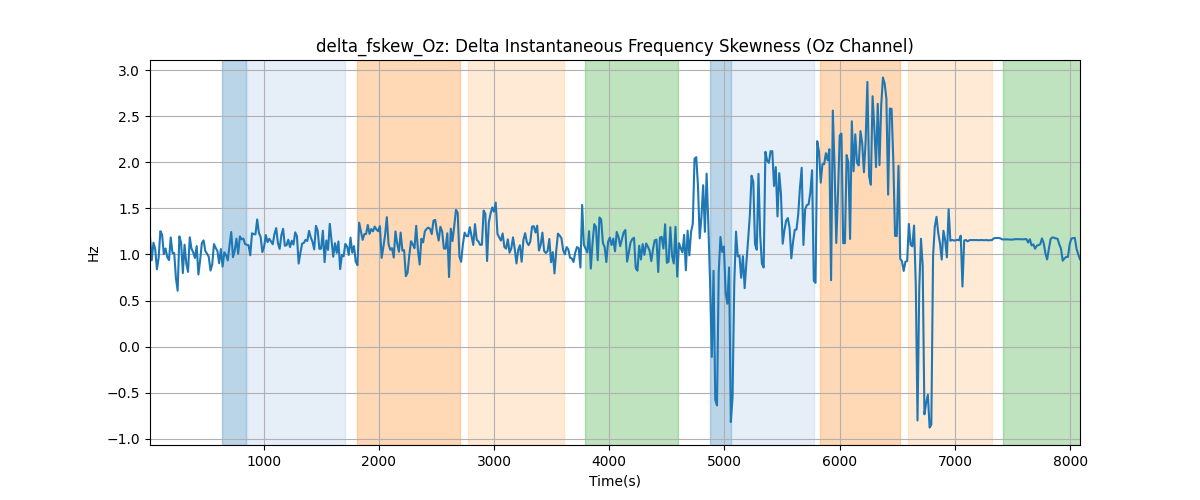 delta_fskew_Oz: Delta Instantaneous Frequency Skewness (Oz Channel)
3.0
2.5
2.0
1.5
1.0
0.5
0.0
−0.5
−1.0
Hz
1000 2000 3000 4000 5000 6000 7000 8000
Time(s)